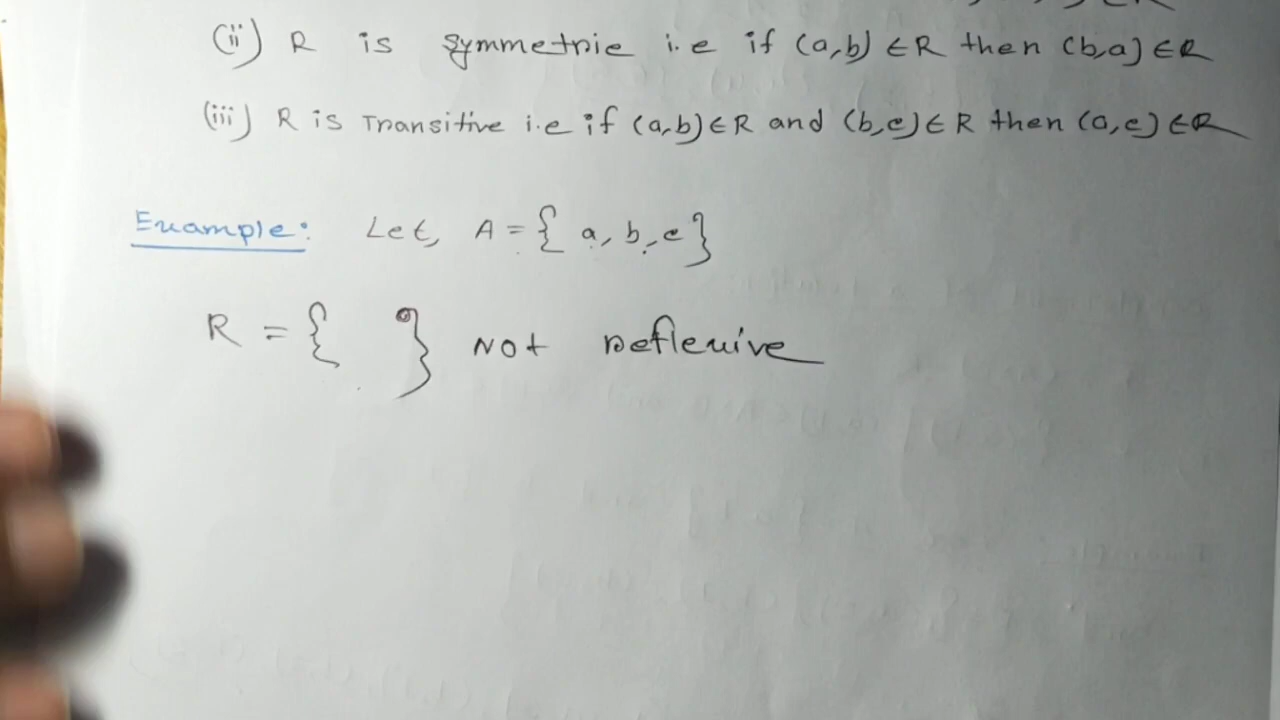 (ii) R is symmetric i.e if (a,b) ∈ R then (b,a) ∈ R
(iii) R is Transitive i.e if (a,b) ∈ R and (b,c) ∈ R then (a,c) ∈ R
Example: Let, A = { a, b, c }
R = { } Not reflexive